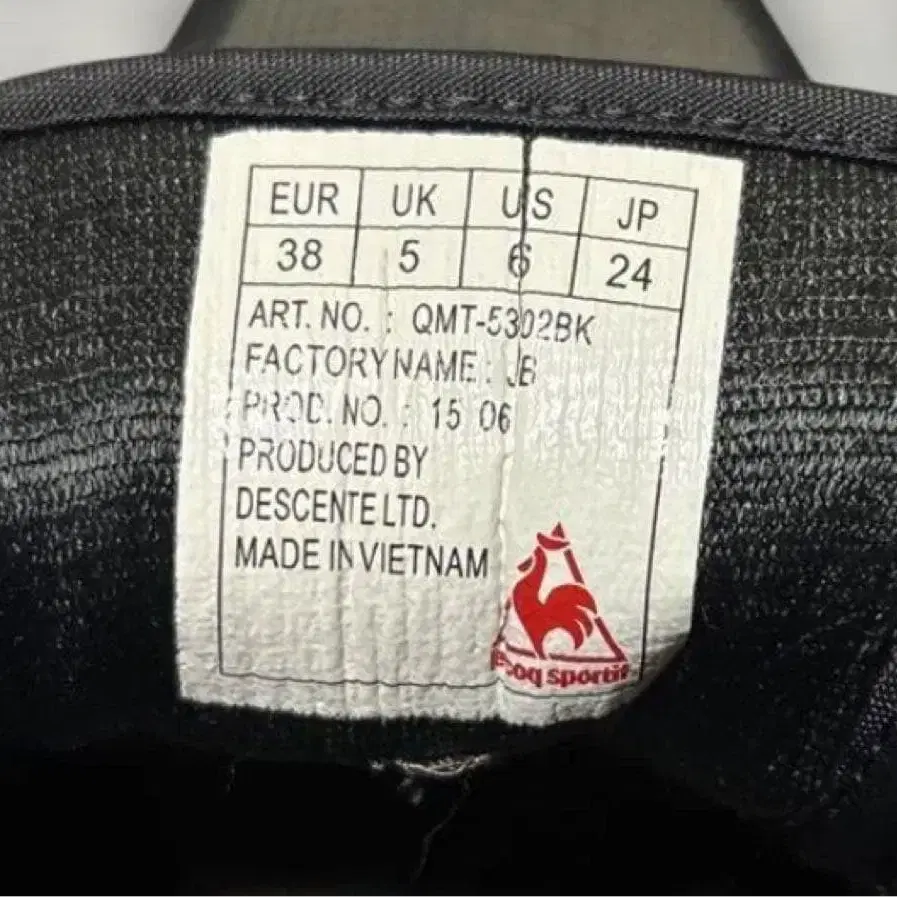 EUR UK US JP
38 5 6 24
ART. NO. : QMT-5302BK
FACTORY NAME : JB
PROD. NO. : 15 06
PRODUCED BY
DESCENTE LTD.
MADE IN VIETNAM
le coq sportif